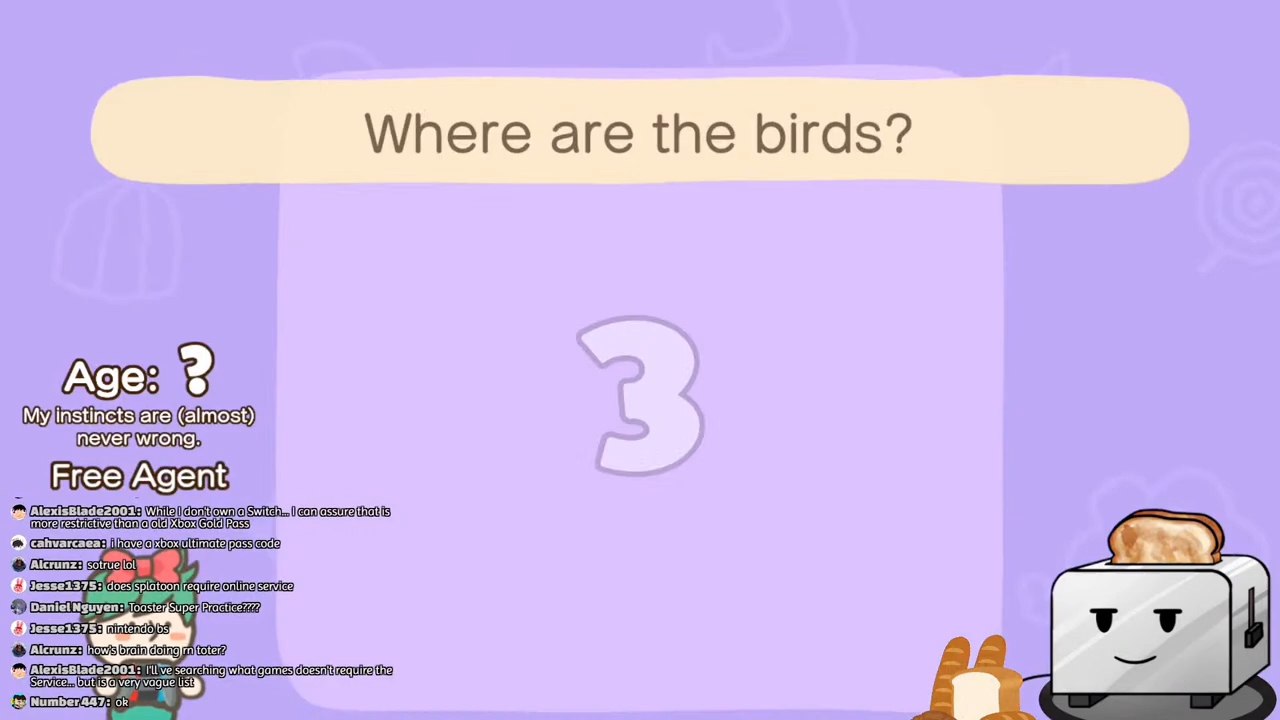 Where are the birds?
3
Age: ?
My instincts are (almost)
never wrong.
Free Agent
AlexisBlade2001: While I don't own a Switch... I can assure that is
more restrictive than a old Xbox Gold Pass
cahvarcaea: i have a xbox ultimate pass code
Alcrunz: sotrue lol
Jesse1375: does splatoon require online service
Daniel Nguyen: Toaster Super Practice????
Jesse1375: nintendo bs
Alcrunz: how's brain doing rn toter?
AlexisBlade2001: I'll've searching what games doesn't require the
Service... but is a very vague list
Number447: ok